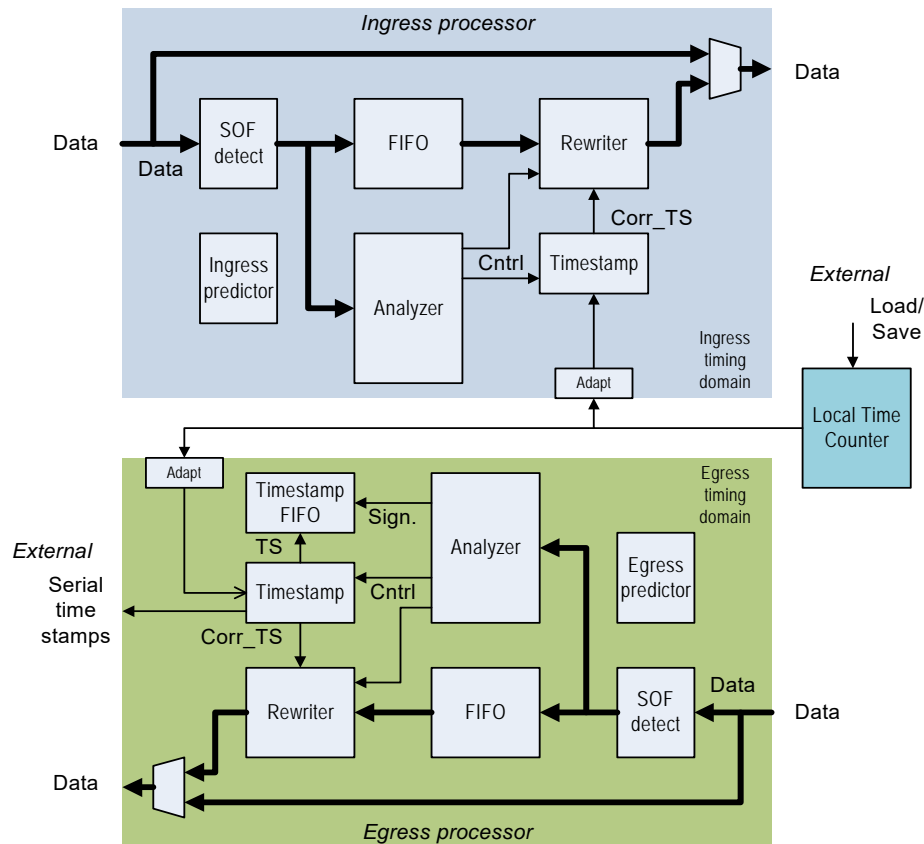 Ingress processor
Data
Data
SOF
detect
FIFO
Rewriter
Data
Corr_TS
Ingress
predictor
Analyzer
Cntrl
Timestamp
External
Load/
Save
Ingress
timing
domain
Adapt
Local Time
Counter
Adapt
Timestamp
FIFO
Sign.
Analyzer
Egress
timing
domain
TS
External
Serial
time
stamps
Timestamp
Cntrl
Egress
predictor
Corr_TS
Rewriter
FIFO
SOF
detect
Data
Data
Data
Egress processor